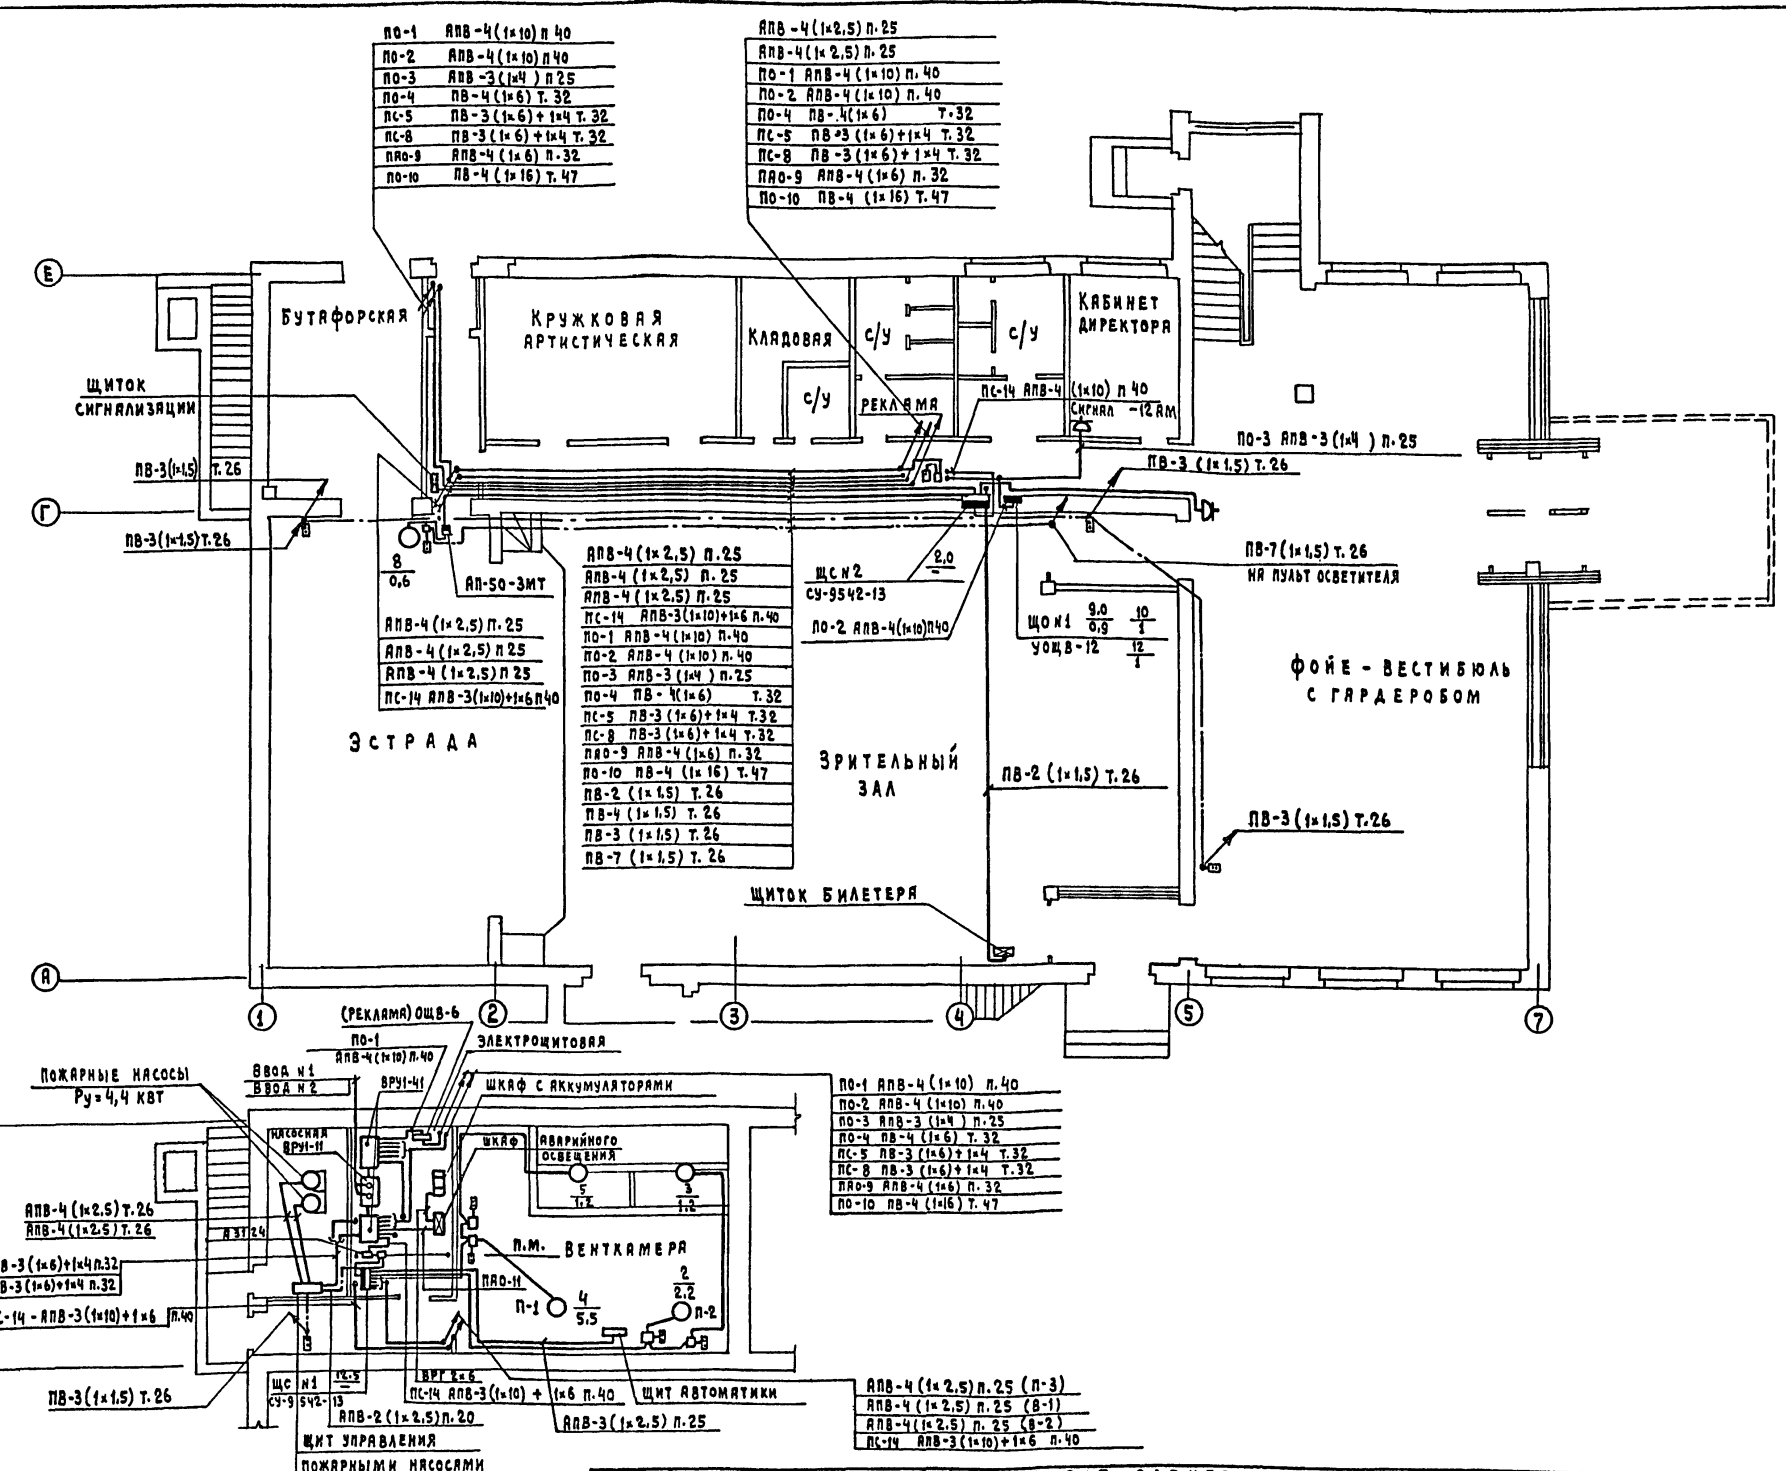 ПО-1 АПВ-4(1×10) п 40
ПО-2 АПВ-4(1×10) п 40
ПО-3 АПВ-3(1×4 ) п 25
ПО-4 ПВ-4(1×6) Т. 32
ПС-5 ПВ-3(1×6)+1×4 Т. 32
ПС-8 ПВ-3(1×6)+1×4 Т. 32
ПАО-9 АПВ-4(1×6) П.32
ПО-10 ПВ-4(1×16) Т.47
АПВ-4(1×2,5) П.25
АПВ-4(1×2,5) П.25
ПО-1 АПВ-4(1×10) П.40
ПО-2 АПВ-4(1×10) П.40
ПО-4 ПВ-.4(1×6) Т.32
ПС-5 ПВ-3(1×6)+1×4 Т.32
ПС-8 ПВ-3(1×6)+1×4 Т.32
ПАО-9 АПВ-4(1×6) П.32
ПО-10 ПВ-4 (1×16) Т.47
Е
БУТАФОРСКАЯ
КРУЖКОВАЯ
АРТИСТИЧЕСКАЯ
КЛАДОВАЯ
С/У
С/У
С/У
КАБИНЕТ
ДИРЕКТОРА
ЩИТОК
СИГНАЛИЗАЦИИ
РЕКЛАМА
ПС-14 АПВ-4 (1×10) П 40
СИГНАЛ -12АМ
ПО-3 АПВ-3(1×4 ) П.25
ПВ-3(1×1,5) Т.26
ПВ-3 (1×1,5) Т.26
Г
ПВ-3(1×1,5)Т.26
8
0,6
АП-50-3МТ
АПВ-4(1×2,5) П.25
АПВ-4(1×2,5) П 25
АПВ-4(1×2,5) П 25
ПС-14 АПВ-3(1×10)+1×6 П 40
АПВ-4(1×2,5) П.25
АПВ-4 (1×2,5) П.25
АПВ-4(1×2,5) П.25
ПС-14 АПВ-3(1×10)+1×6 П.40
ПО-1 АПВ-4(1×10) П.40
ПО-2 АПВ-4(1×10) П.40
ПО-3 АПВ-3(1×4 ) П.25
ПО-4 ПВ-4(1×6) Т.32
ПС-5 ПВ-3(1×6)+1×4 Т.32
ПС-8 ПВ-3(1×6)+1×4 Т.32
ПАО-9 АПВ-4(1×6) П.32
ПО-10 ПВ-4 (1×16) Т.47
ПВ-2 (1×1,5) Т.26
ПВ-4 (1×1,5) Т.26
ПВ-3 (1×1,5) Т.26
ПВ-7 (1×1,5) Т.26
ЩС N2
СУ-9542-13
2,0
–
ПО-2 АПВ-4(1×10)П40
ЩО N1
УОЩВ-12
9.0
0,9
10
1
12
1
ПВ-7(1×1,5) Т.26
НА ПУЛЬТ ОСВЕТИТЕЛЯ
ФОЙЕ - ВЕСТИБЮЛЬ
С ГАРДЕРОБОМ
ЭСТРАДА
ЗРИТЕЛЬНЫЙ
ЗАЛ
ПВ-2 (1×1,5) Т.26
ПВ-3 (1×1,5) Т.26
ЩИТОК БИЛЕТЕРА
А
1
2
3
4
5
7
(РЕКЛАМА) ОЩВ-6
ПО-1
АПВ-4(1×10) П.40
ЭЛЕКТРОЩИТОВАЯ
ПОЖАРНЫЕ НАСОСЫ
Ру=4,4 КВТ
ВВОД N1
ВВОД N2
ВРУ1-41
ШКАФ С АККУМУЛЯТОРАМИ
НАСОСНАЯ
ВРУ1-11
ШКАФ АВАРИЙНОГО
ОСВЕЩЕНИЯ
5
1.2
3
1.2
ПО-1 АПВ-4(1×10) П.40
ПО-2 АПВ-4(1×10) П.40
ПО-3 АПВ-3(1×4 ) П.25
ПО-4 ПВ-4(1×6) Т.32
ПС-5 ПВ-3(1×6)+1×4 Т.32
ПС-8 ПВ-3(1×6)+1×4 Т.32
ПАО-9 АПВ-4(1×6) П.32
ПО-10 ПВ-4(1×16) Т.47
АПВ-4(1×2.5) Т.26
АПВ-4(1×2.5) Т.26
В-3(1×6)+1×4П.32
В-3(1×6)+1×4 П.32
С-14-АПВ-3(1×10)+1×6 П.40
П.М. ВЕНТКАМЕРА
ПАО-11
П-1
4
5.5
2
2.2
П-2
ПВ-3(1×1.5) Т.26
ЩС N1
СУ-9542-13
12.5
–
ВРГ 2×6
ПС-14 АПВ-3(1×10) + 1×6 П.40
ЩИТ АВТОМАТИКИ
АПВ-2(1×2,5)П.20
АПВ-3(1×2,5) П.25
ЩИТ УПРАВЛЕНИЯ
ПОЖАРНЫМИ НАСОСАМИ
АПВ-4(1×2,5)П.25 (П-3)
АПВ-4(1×2,5) П.25 (В-1)
АПВ-4(1×2.5) П.25 (В-2)
ПС-14 АПВ-3(1×10)+1×6 П.40